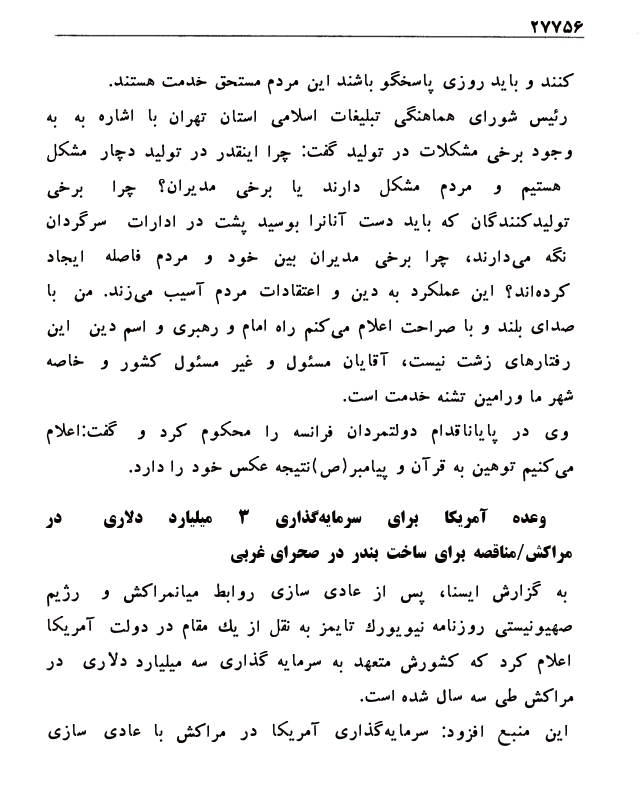 ۲۷۷۵۶
کنند و باید روزی پاسخگو باشند این مردم مستحق خدمت هستند.
رئیس شورای هماهنگی تبلیغات اسلامی استان تهران با اشاره به به
وجود برخی مشکلات در تولید گفت: چرا اینقدر در تولید دچار مشکل
هستیم و مردم مشکل دارند یا برخی مدیران؟ چرا برخی
تولیدکنندگان که باید دست آنانرا بوسید پشت در ادارات سرگردان
نگه می‌دارند، چرا برخی مدیران بین خود و مردم فاصله ایجاد
کرده‌اند؟ این عملکرد به دین و اعتقادات مردم آسیب می‌زند. من با
صدای بلند و با صراحت اعلام می‌کنم راه امام و رهبری و اسم دین این
رفتارهای زشت نیست، آقایان مسئول و غیر مسئول کشور و خاصه
شهر ما ورامین تشنه خدمت است.
وی در پایاناقدام دولتمردان فرانسه را محکوم کرد و گفت:اعلام
می‌کنیم توهین به قرآن و پیامبر(ص)نتیجه عکس خود را دارد.
وعده آمریکا برای سرمایه‌گذاری ۳ میلیارد دلاری در
مراکش/مناقصه برای ساخت بندر در صحرای غربی
به گزارش ایسنا، پس از عادی سازی روابط میانمراکش و رژیم
صهیونیستی روزنامه نیویورک تایمز به نقل از یک مقام در دولت آمریکا
اعلام کرد که کشورش متعهد به سرمایه گذاری سه میلیارد دلاری در
مراکش طی سه سال شده است.
این منبع افزود: سرمایه‌گذاری آمریکا در مراکش با عادی سازی